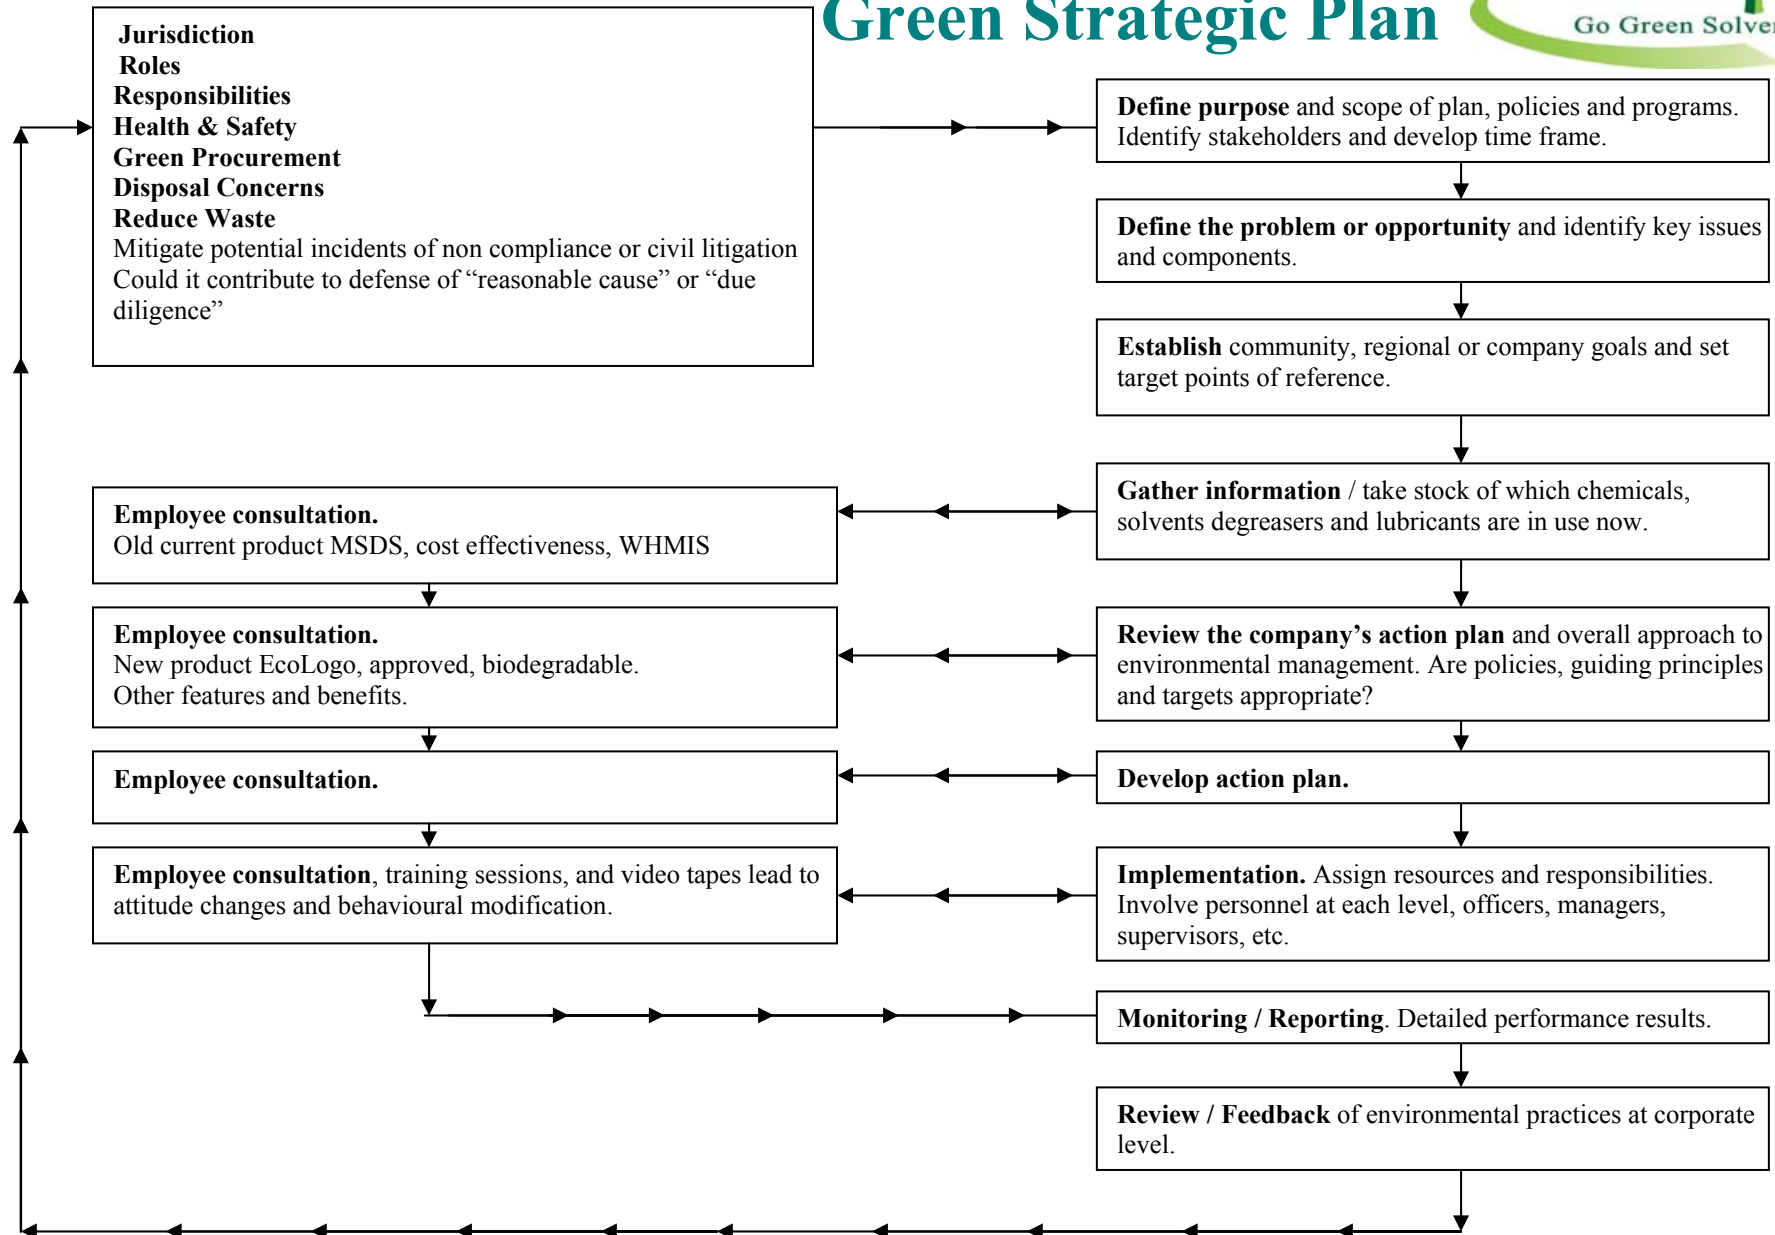 Green Strategic Plan
Go Green Solve
Jurisdiction
Roles
Responsibilities
Health & Safety
Green Procurement
Disposal Concerns
Reduce Waste
Mitigate potential incidents of non compliance or civil litigation
Could it contribute to defense of “reasonable cause” or “due
diligence”
Define purpose and scope of plan, policies and programs.
Identify stakeholders and develop time frame.
Define the problem or opportunity and identify key issues
and components.
Establish community, regional or company goals and set
target points of reference.
Gather information / take stock of which chemicals,
solvents degreasers and lubricants are in use now.
Employee consultation.
Old current product MSDS, cost effectiveness, WHMIS
Employee consultation.
New product EcoLogo, approved, biodegradable.
Other features and benefits.
Review the company’s action plan and overall approach to
environmental management. Are policies, guiding principles
and targets appropriate?
Employee consultation.
Develop action plan.
Employee consultation, training sessions, and video tapes lead to
attitude changes and behavioural modification.
Implementation. Assign resources and responsibilities.
Involve personnel at each level, officers, managers,
supervisors, etc.
Monitoring / Reporting. Detailed performance results.
Review / Feedback of environmental practices at corporate
level.